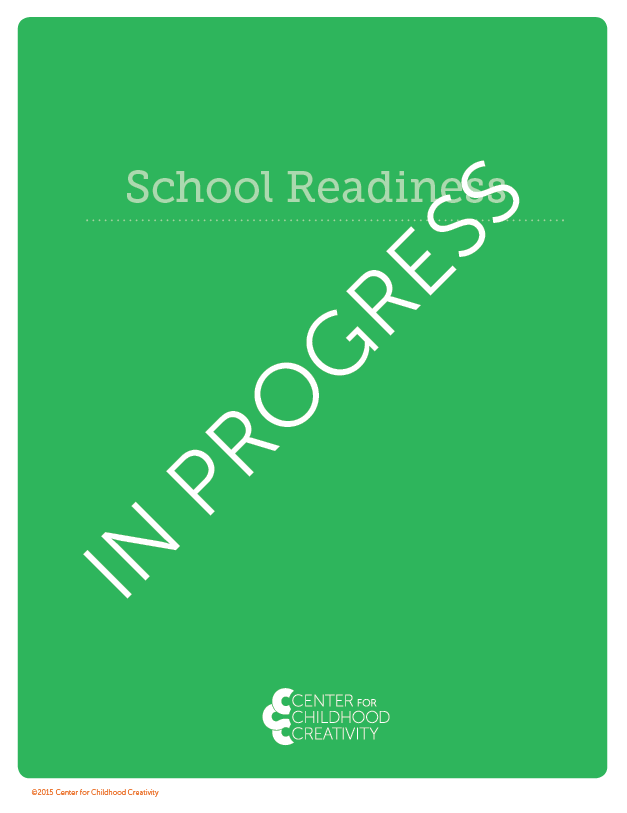 School Readiness
IN PROGRESS
CENTER FOR
CHILDHOOD
CREATIVITY
©2015 Center for Childhood Creativity